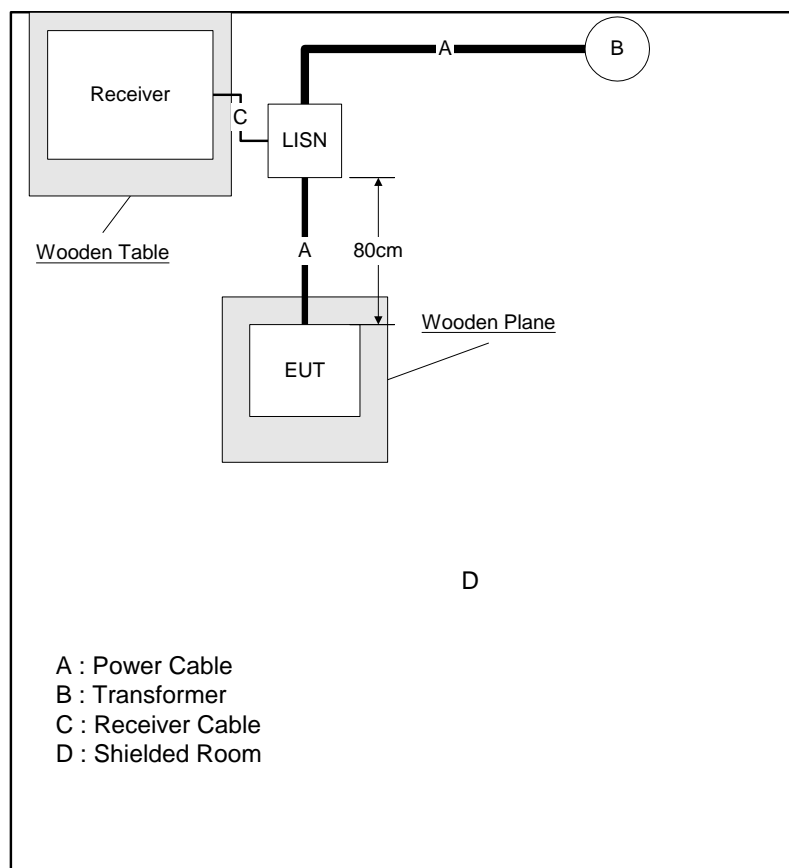 A
B
Receiver
C
LISN
Wooden Table
A
80cm
Wooden Plane
EUT
D
A : Power Cable
B : Transformer
C : Receiver Cable
D : Shielded Room